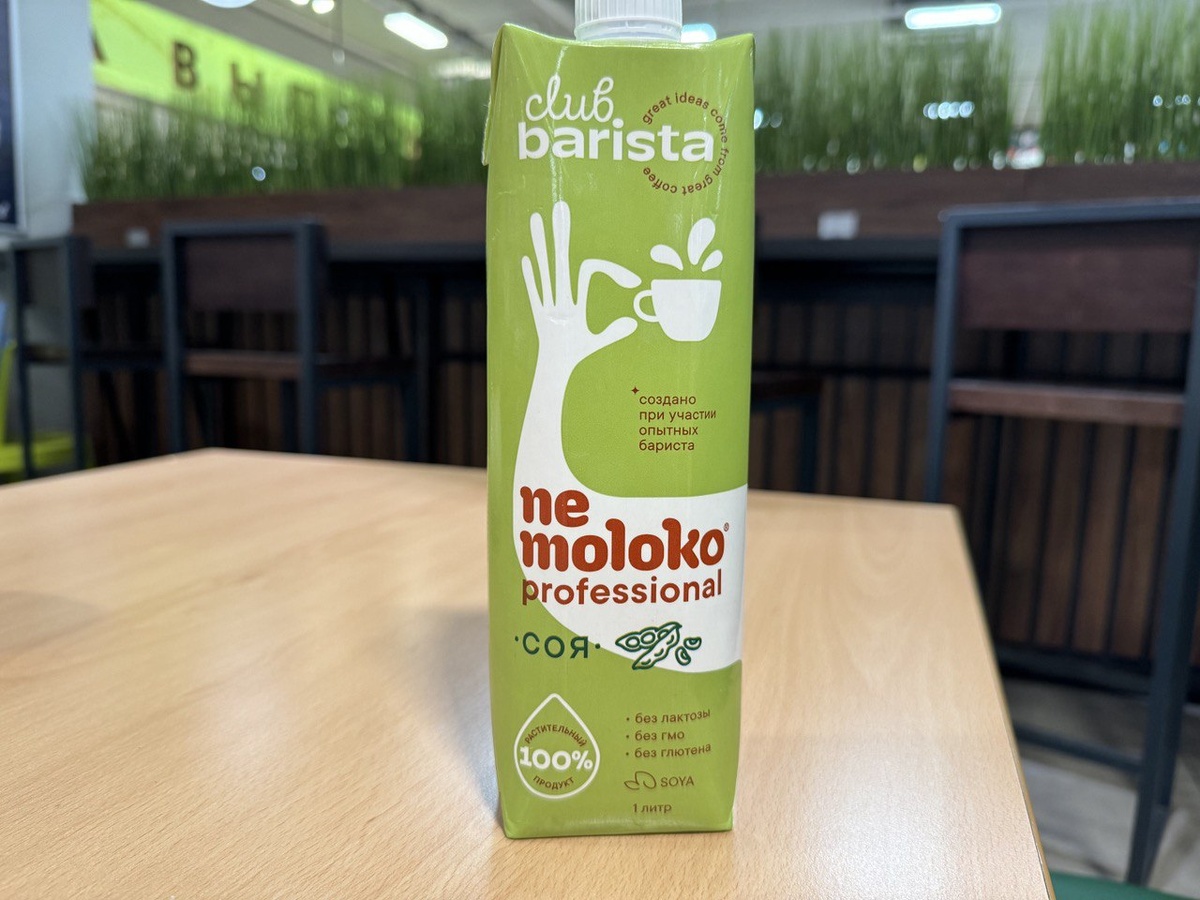 club
barista
great ideas come from great coffee
создано
при участии
опытных
бариста
ne
moloko®
professional
·СОЯ·
РАСТИТЕЛЬНЫЙ
100%
ПРОДУКТ
• без лактозы
• без гмо
• без глютена
SOYA
1 литр